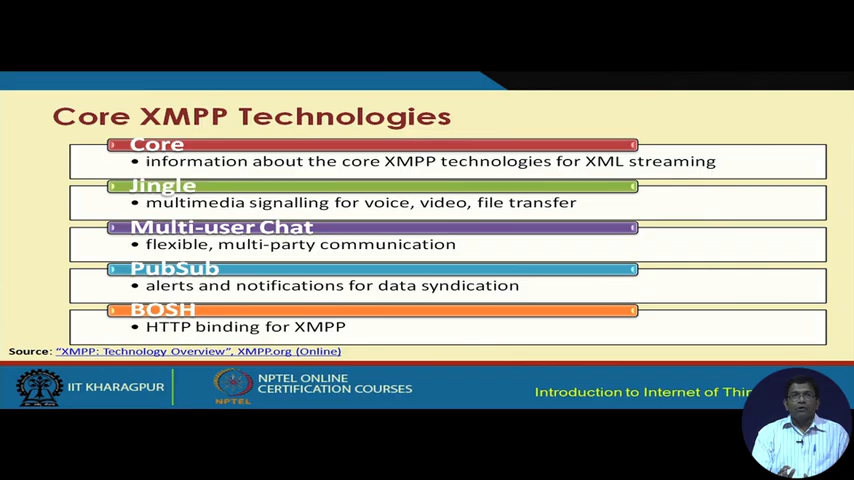 Core XMPP Technologies
Core
• information about the core XMPP technologies for XML streaming
Jingle
• multimedia signalling for voice, video, file transfer
Multi-user Chat
• flexible, multi-party communication
PubSub
• alerts and notifications for data syndication
BOSH
• HTTP binding for XMPP
Source: “XMPP: Technology Overview”, XMPP.org (Online)
IIT KHARAGPUR
NPTEL ONLINE
CERTIFICATION COURSES
NPTEL
Introduction to Internet of